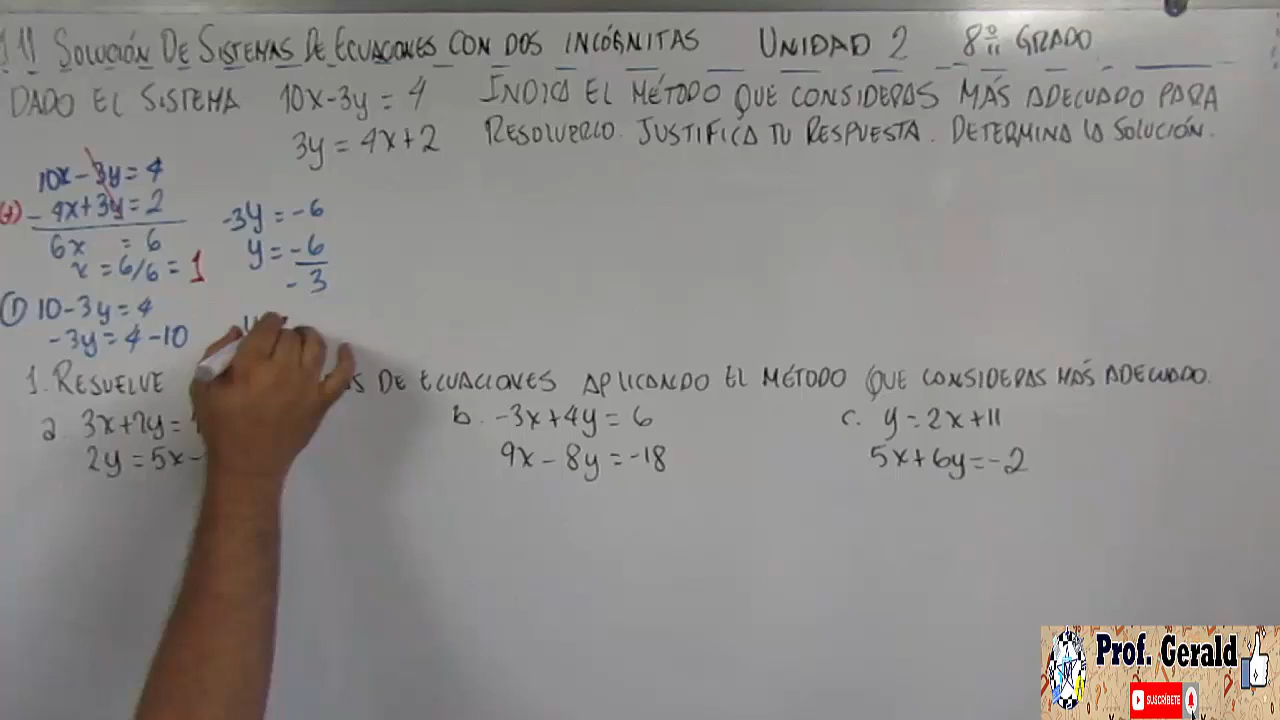 1.11 SOLUCIÓN DE SISTEMAS DE ECUACIONES CON DOS INCÓGNITAS UNIDAD 2 8º GRADO
DADO EL SISTEMA 10x-3y = 4 INDICA EL MÉTODO QUE CONSIDERAS MÁS ADECUADO PARA
3y = 4x+2 RESOLVERLO. JUSTIFICA TU RESPUESTA. DETERMINA LA SOLUCIÓN.
10x-3y=4
(+) -4x+3y=2
6x = 6
x = 6/6 = 1
① 10-3y=4
-3y=4-10
-3y=-6
y=-6
-3
1. RESUELVE DE ECUACIONES APLICANDO EL MÉTODO QUE CONSIDERAS MÁS ADECUADO.
a. 3x+2y=
2y=5x-
b. -3x+4y=6
9x-8y=-18
c. y=2x+11
5x+6y=-2
Prof. Gerald
SUSCRÍBETE